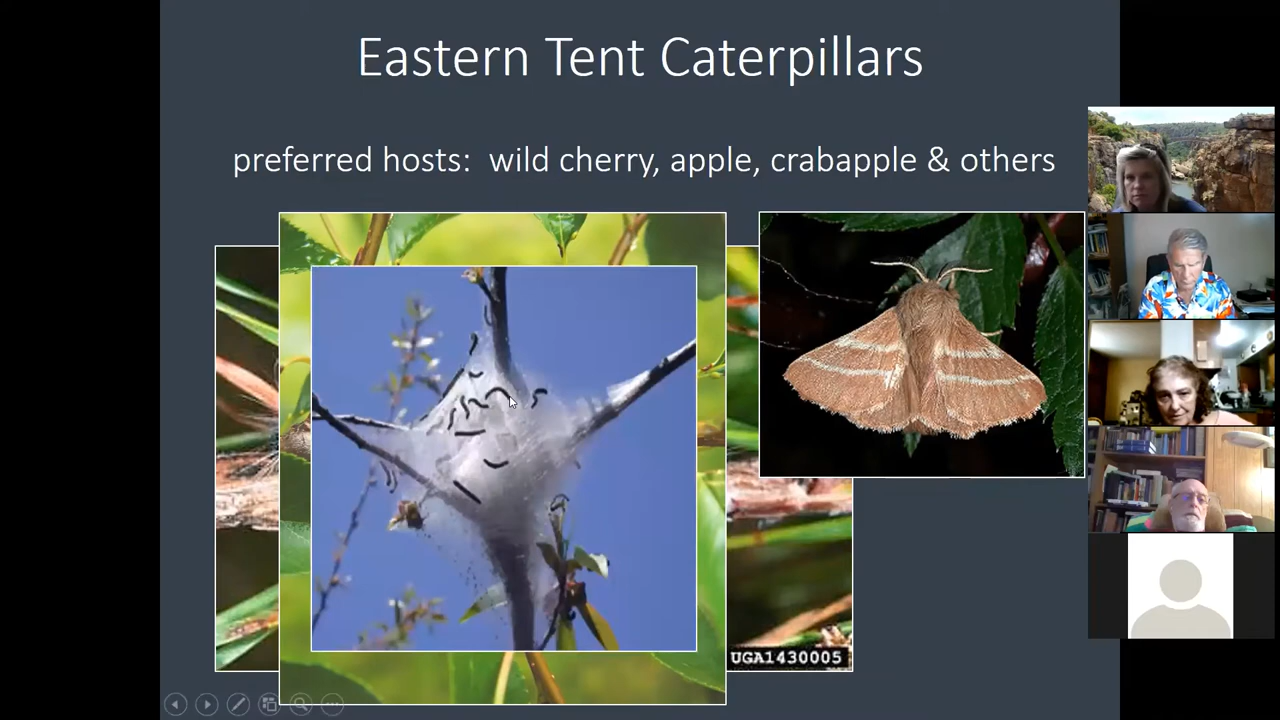 Eastern Tent Caterpillars
preferred hosts: wild cherry, apple, crabapple & others
UGA1430005